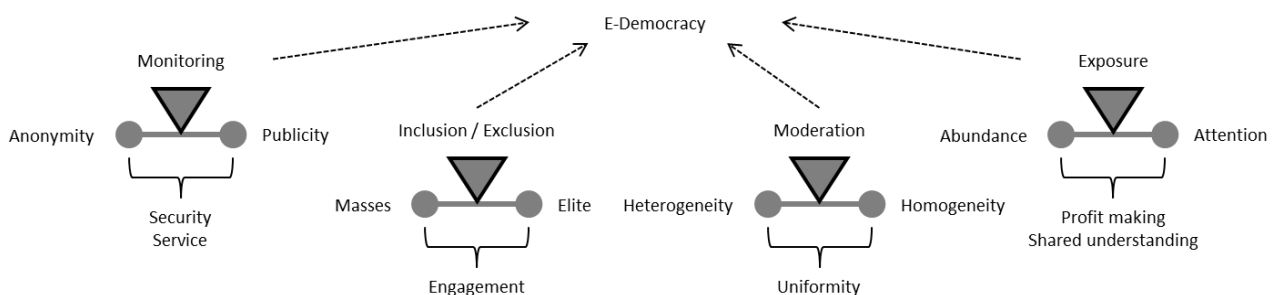 E-Democracy
Monitoring
Anonymity
Publicity
Security
Service
Inclusion / Exclusion
Masses
Elite
Engagement
Moderation
Heterogeneity
Homogeneity
Uniformity
Exposure
Abundance
Attention
Profit making
Shared understanding